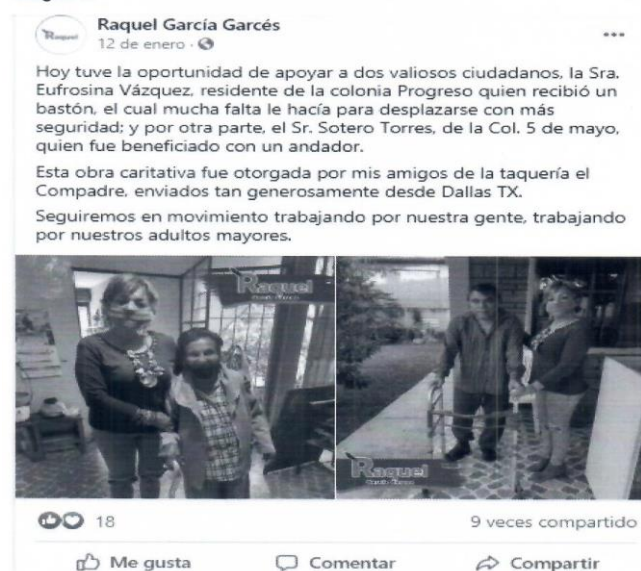 Raquel
Raquel García Garcés
12 de enero ·
Hoy tuve la oportunidad de apoyar a dos valiosos ciudadanos, la Sra.
Eufrosina Vázquez, residente de la colonia Progreso quien recibió un
bastón, el cual mucha falta le hacía para desplazarse con más
seguridad; y por otra parte, el Sr. Sotero Torres, de la Col. 5 de mayo,
quien fue beneficiado con un andador.
Esta obra caritativa fue otorgada por mis amigos de la taquería el
Compadre, enviados tan generosamente desde Dallas TX.
Seguiremos en movimiento trabajando por nuestra gente, trabajando
por nuestros adultos mayores.
Raquel
García Garcés
Raquel
García Garcés
18
9 veces compartido
Me gusta
Comentar
Compartir